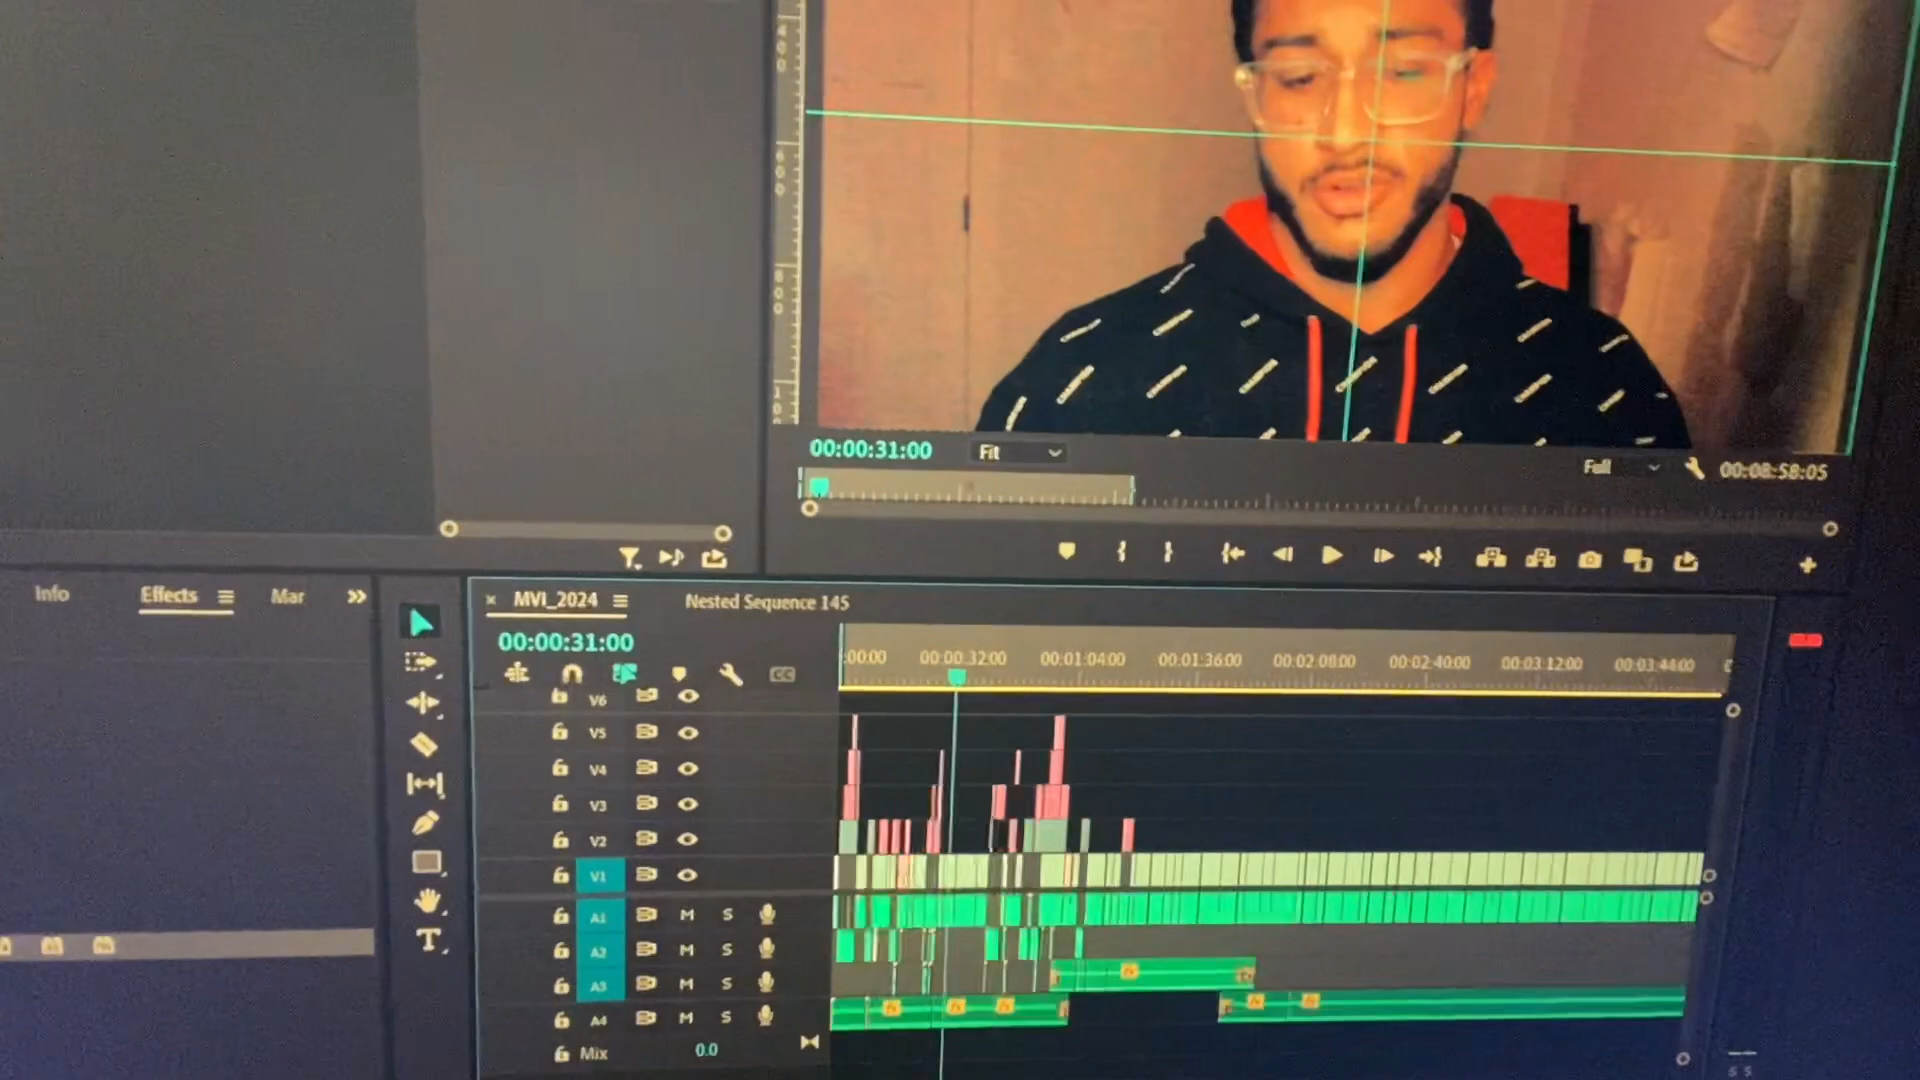 400
600
800
00:00:31:00 Fit Full 00:08:58:05
Info Effects Mar
MVI_2024 Nested Sequence 145
00:00:31:00
:00:00 00:00:32:00 00:01:04:00 00:01:36:00 00:02:08:00 00:02:40:00 00:03:12:00 00:03:44:00
V6
V5
V4
V3
V2
V1
A1 M S
A2 M S
A3 M S
A4 M S
Mix 0.0
S S